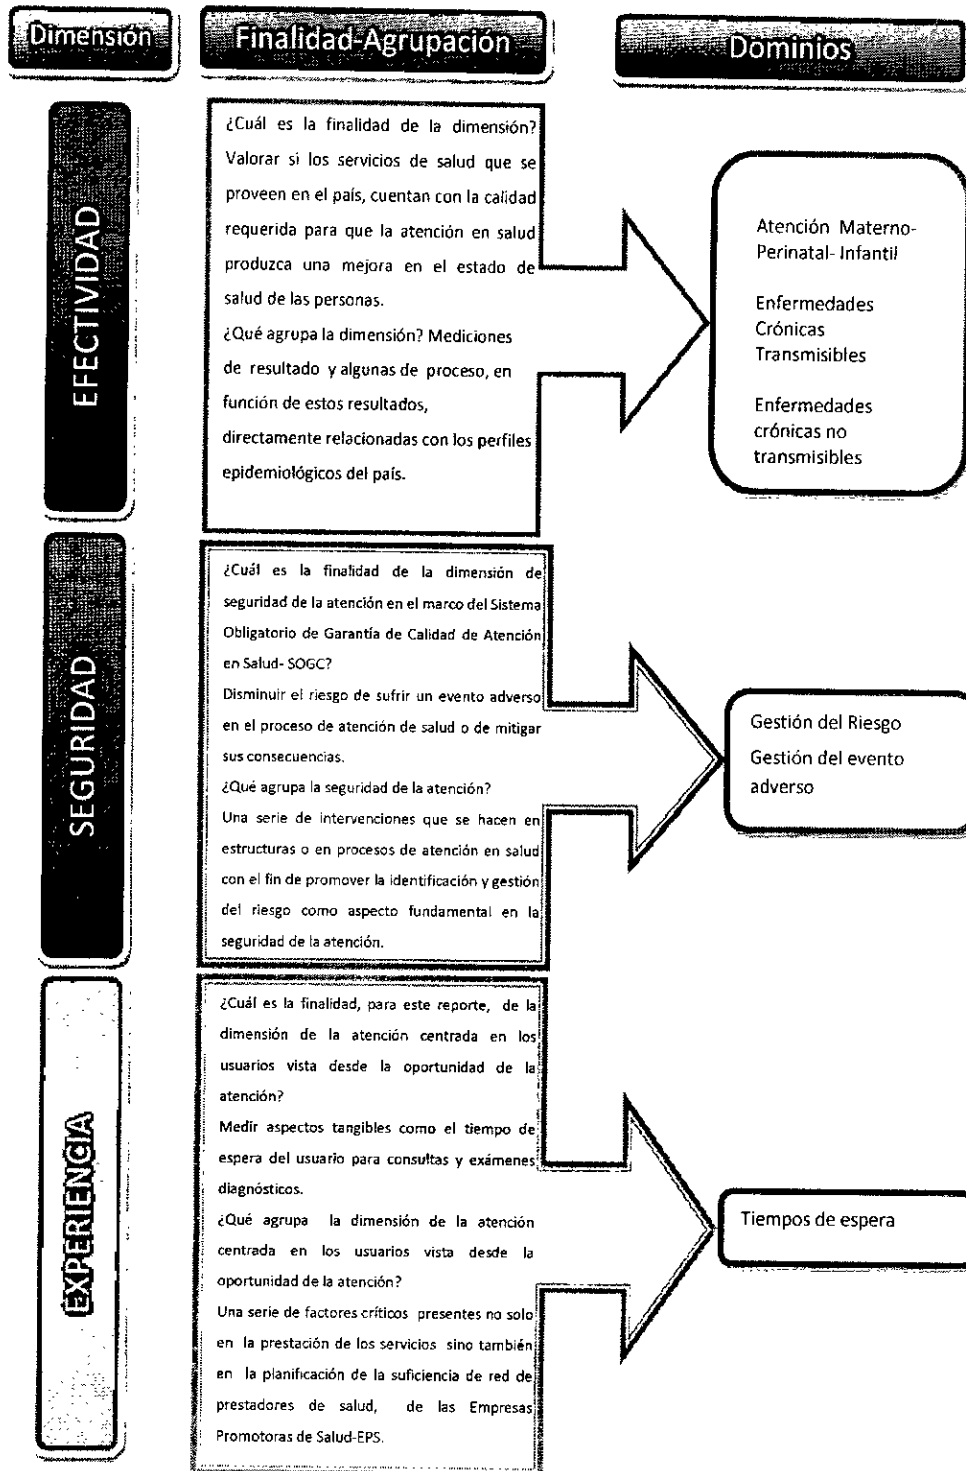 Dimensión
Finalidad-Agrupación
Dominios
EFECTIVIDAD
¿Cuál es la finalidad de la dimensión?
Valorar si los servicios de salud que se
proveen en el país, cuentan con la calidad
requerida para que la atención en salud
produzca una mejora en el estado de
salud de las personas.
¿Qué agrupa la dimensión? Mediciones
de resultado y algunas de proceso, en
función de estos resultados,
directamente relacionadas con los perfiles
epidemiológicos del país.
Atención Materno-
Perinatal- Infantil
Enfermedades
Crónicas
Transmisibles
Enfermedades
crónicas no
transmisibles
SEGURIDAD
¿Cuál es la finalidad de la dimensión de
seguridad de la atención en el marco del Sistema
Obligatorio de Garantía de Calidad de Atención
en Salud- SOGC?
Disminuir el riesgo de sufrir un evento adverso
en el proceso de atención de salud o de mitigar
sus consecuencias.
¿Qué agrupa la seguridad de la atención?
Una serie de intervenciones que se hacen en
estructuras o en procesos de atención en salud
con el fin de promover la identificación y gestión
del riesgo como aspecto fundamental en la
seguridad de la atención.
Gestión del Riesgo
Gestión del evento
adverso
EXPERIENCIA
¿Cuál es la finalidad, para este reporte, de la
dimensión de la atención centrada en los
usuarios vista desde la oportunidad de la
atención?
Medir aspectos tangibles como el tiempo de
espera del usuario para consultas y exámenes
diagnósticos.
¿Qué agrupa la dimensión de la atención
centrada en los usuarios vista desde la
oportunidad de la atención?
Una serie de factores críticos presentes no solo
en la prestación de los servicios sino también
en la planificación de la suficiencia de red de
prestadores de salud, de las Empresas
Promotoras de Salud-EPS.
Tiempos de espera